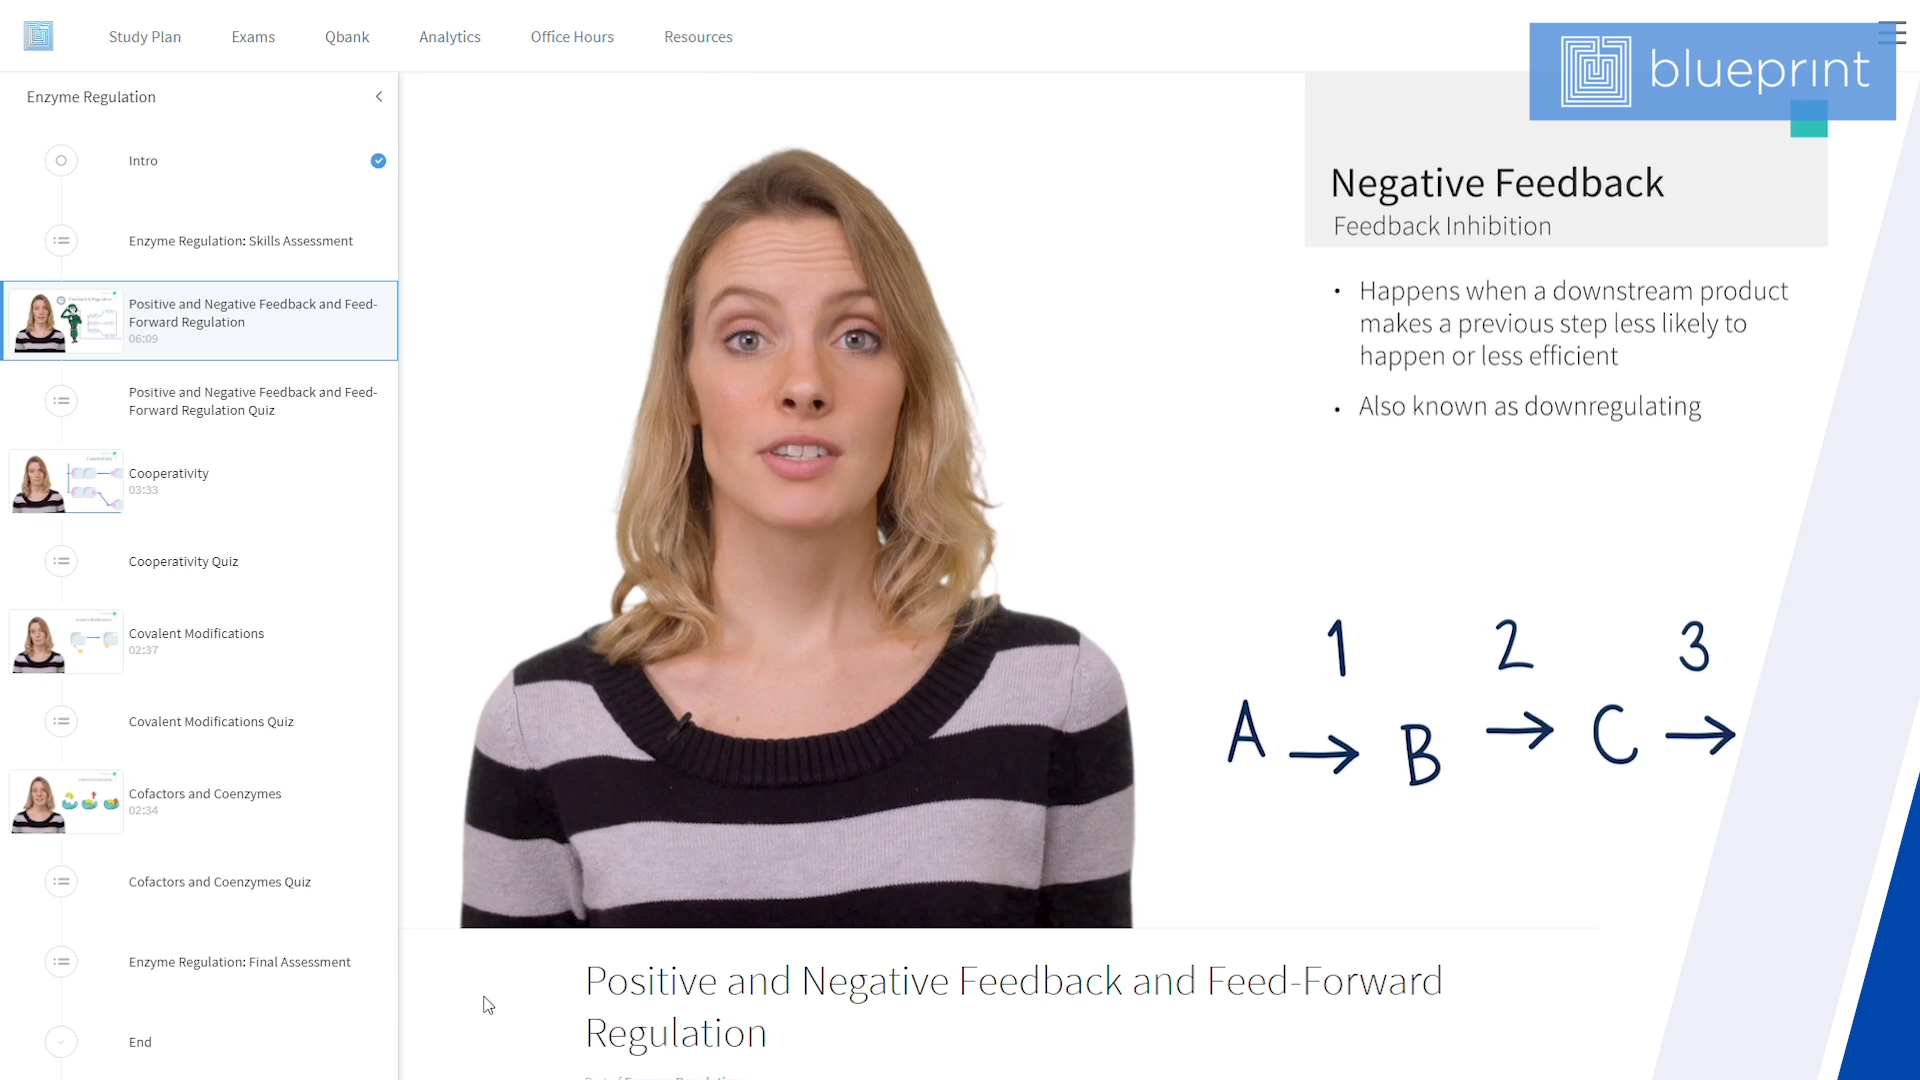 Study Plan
Exams
Qbank
Analytics
Office Hours
Resources
blueprint
Enzyme Regulation
Intro
Enzyme Regulation: Skills Assessment
Positive and Negative Feedback and Feed-
Forward Regulation
06:09
Positive and Negative Feedback and Feed-
Forward Regulation Quiz
Cooperativity
03:33
Cooperativity Quiz
Covalent Modifications
02:37
Covalent Modifications Quiz
Cofactors and Coenzymes
02:34
Cofactors and Coenzymes Quiz
Enzyme Regulation: Final Assessment
End
Negative Feedback
Feedback Inhibition
• Happens when a downstream product
makes a previous step less likely to
happen or less efficient
• Also known as downregulating
1 2 3
A → B → C →
Positive and Negative Feedback and Feed-Forward
Regulation